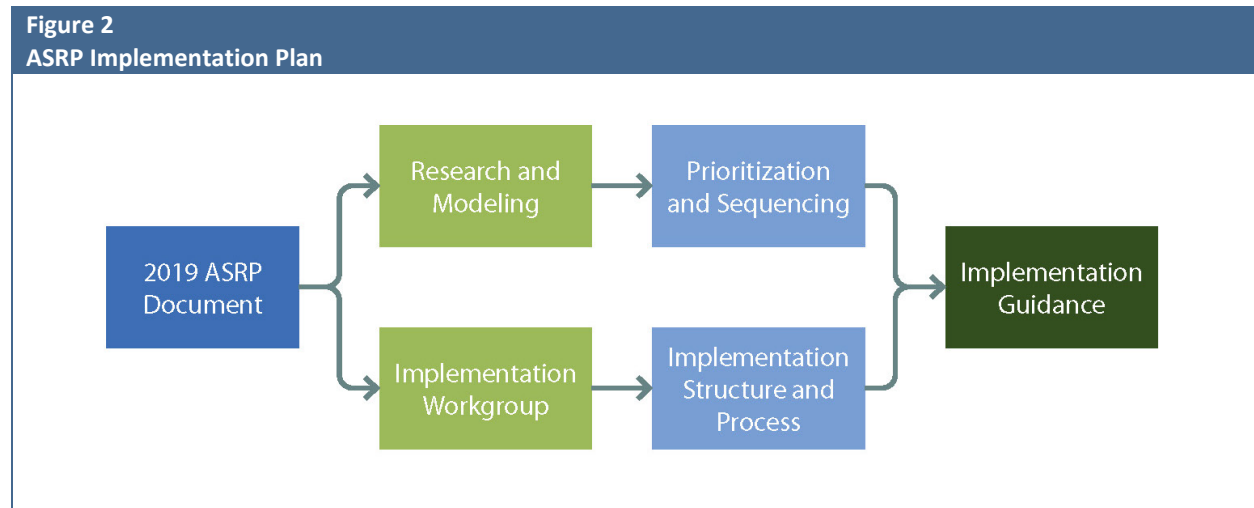 Figure 2
ASRP Implementation Plan
Research and
Modeling
Prioritization
and Sequencing
2019 ASRP
Document
Implementation
Guidance
Implementation
Workgroup
Implementation
Structure and
Process